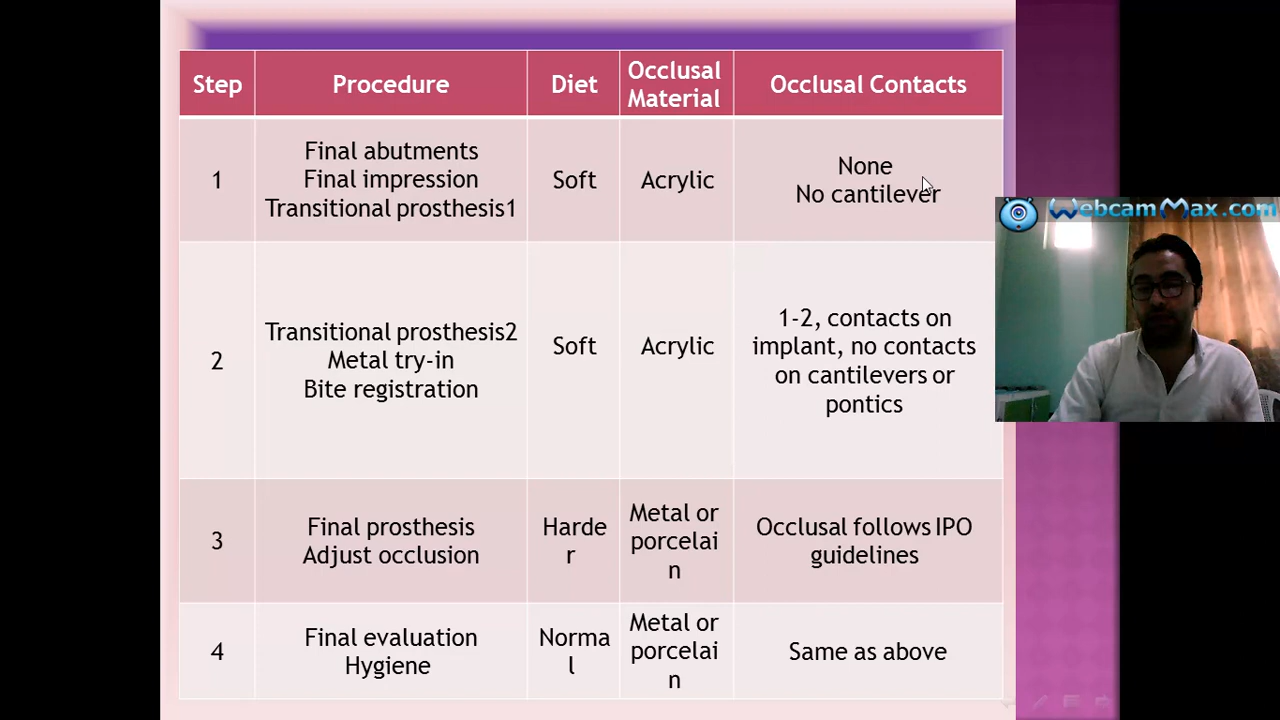 Step
Procedure
Diet
Occlusal
Material
Occlusal Contacts
1
Final abutments
Final impression
Transitional prosthesis1
Soft
Acrylic
None
No cantilever
2
Transitional prosthesis2
Metal try-in
Bite registration
Soft
Acrylic
1-2, contacts on
implant, no contacts
on cantilevers or
pontics
3
Final prosthesis
Adjust occlusion
Harde
r
Metal or
porcelai
n
Occlusal follows IPO
guidelines
4
Final evaluation
Hygiene
Norma
l
Metal or
porcelai
n
Same as above
WebcamMax.com